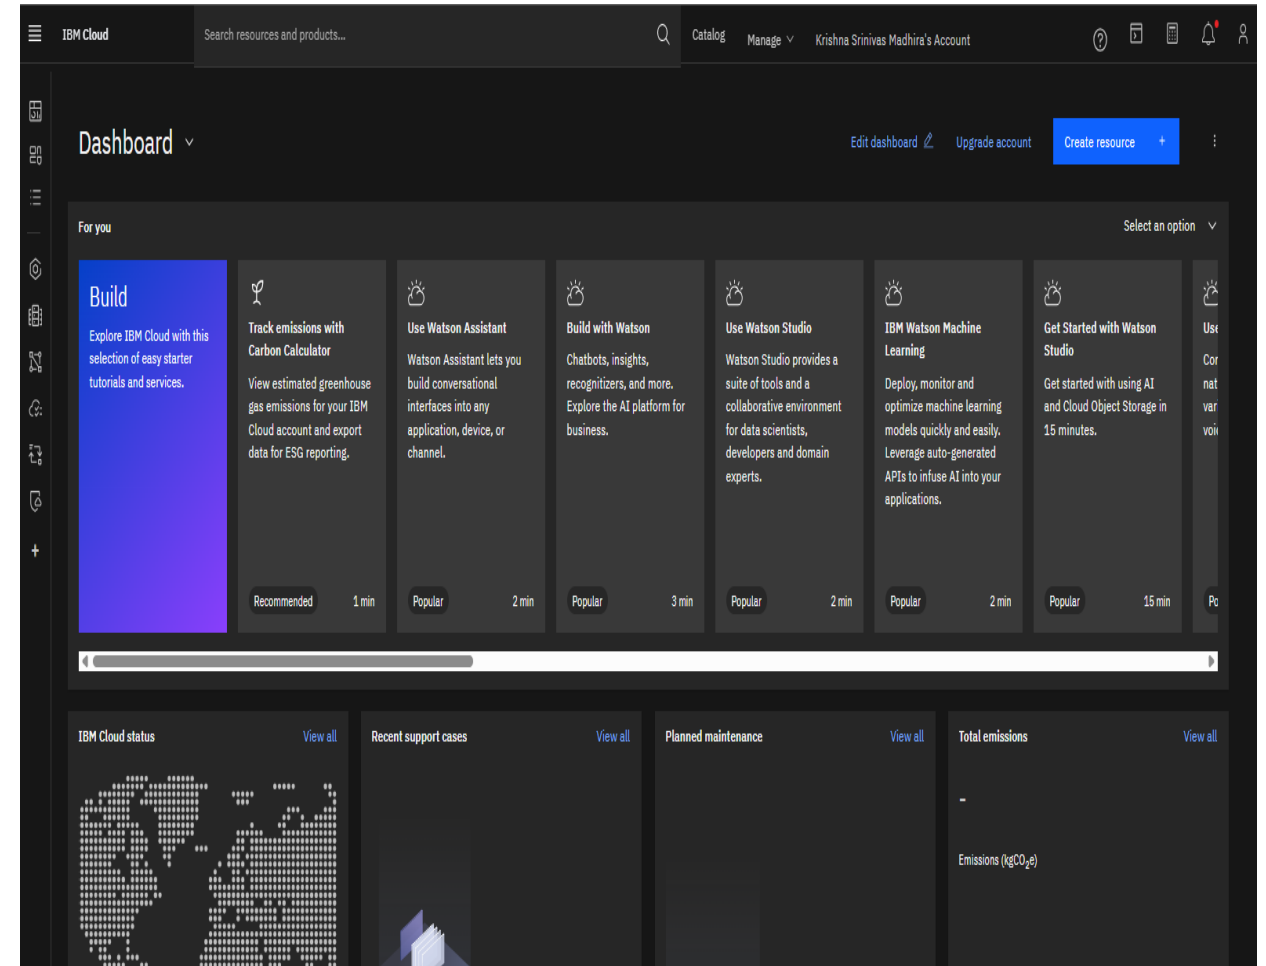 IBM Cloud
Search resources and products...
Catalog
Manage
Krishna Srinivas Madhira's Account
Dashboard
Edit dashboard
Upgrade account
Create resource +
For you
Select an option
Build
Explore IBM Cloud with this
selection of easy starter
tutorials and services.
Track emissions with
Carbon Calculator
View estimated greenhouse
gas emissions for your IBM
Cloud account and export
data for ESG reporting.
Recommended
1 min
Use Watson Assistant
Watson Assistant lets you
build conversational
interfaces into any
application, device, or
channel.
Popular
2 min
Build with Watson
Chatbots, insights,
recognitizers, and more.
Explore the AI platform for
business.
Popular
3 min
Use Watson Studio
Watson Studio provides a
suite of tools and a
collaborative environment
for data scientists,
developers and domain
experts.
Popular
2 min
IBM Watson Machine
Learning
Deploy, monitor and
optimize machine learning
models quickly and easily.
Leverage auto-generated
APIs to infuse AI into your
applications.
Popular
2 min
Get Started with Watson
Studio
Get started with using AI
and Cloud Object Storage in
15 minutes.
Popular
15 min
Use
Cor
nat
var
voi
Po
IBM Cloud status
View all
Recent support cases
View all
Planned maintenance
View all
Total emissions
View all
-
Emissions (kgCO₂e)